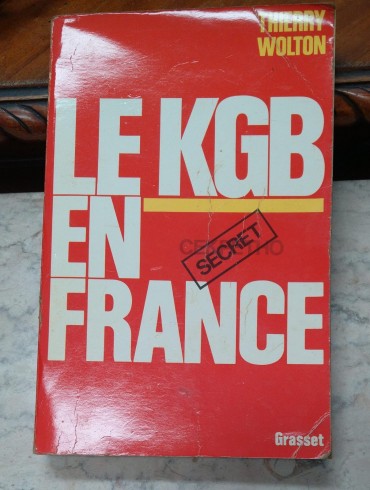 THIERRY
WOLTON
LE KGB
EN
SECRET
FRANCE
Grasset